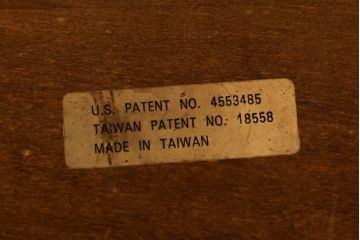 U.S. PATENT NO. 4553485
TAIWAN PATENT NO. 18558
MADE IN TAIWAN